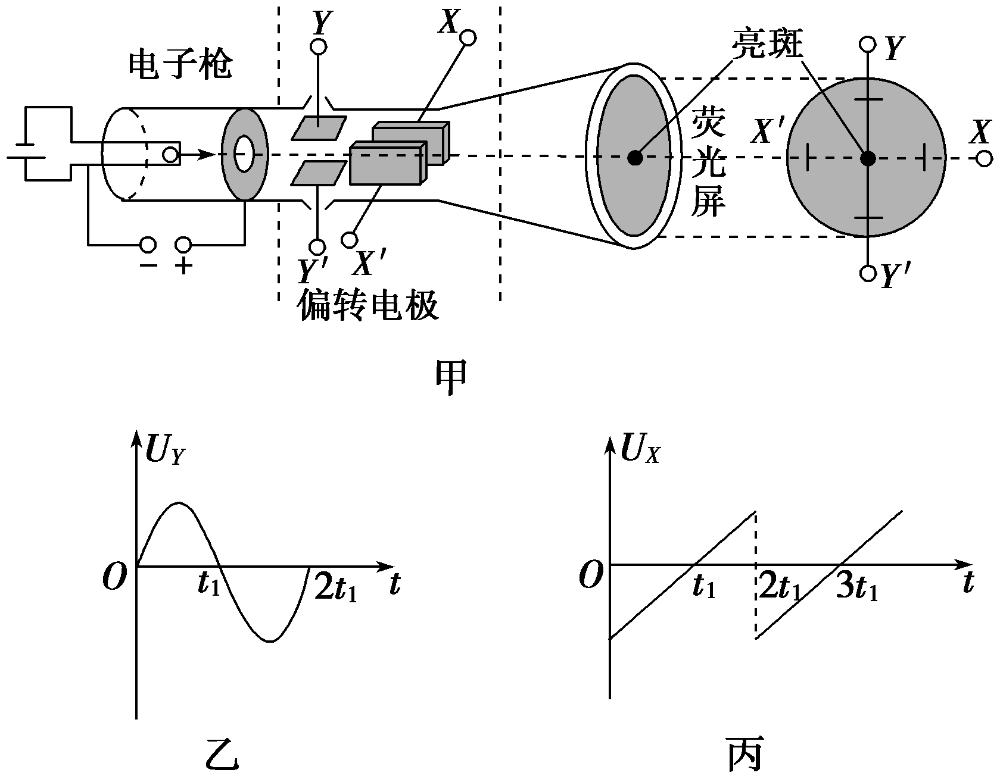 Y
X
电子枪
亮斑
Y
荧光屏
X′
X
− +
Y′
X′
Y′
偏转电极
甲
U_Y
O
t₁
2t₁
t
乙
U_X
O
t₁
2t₁
3t₁
t
丙